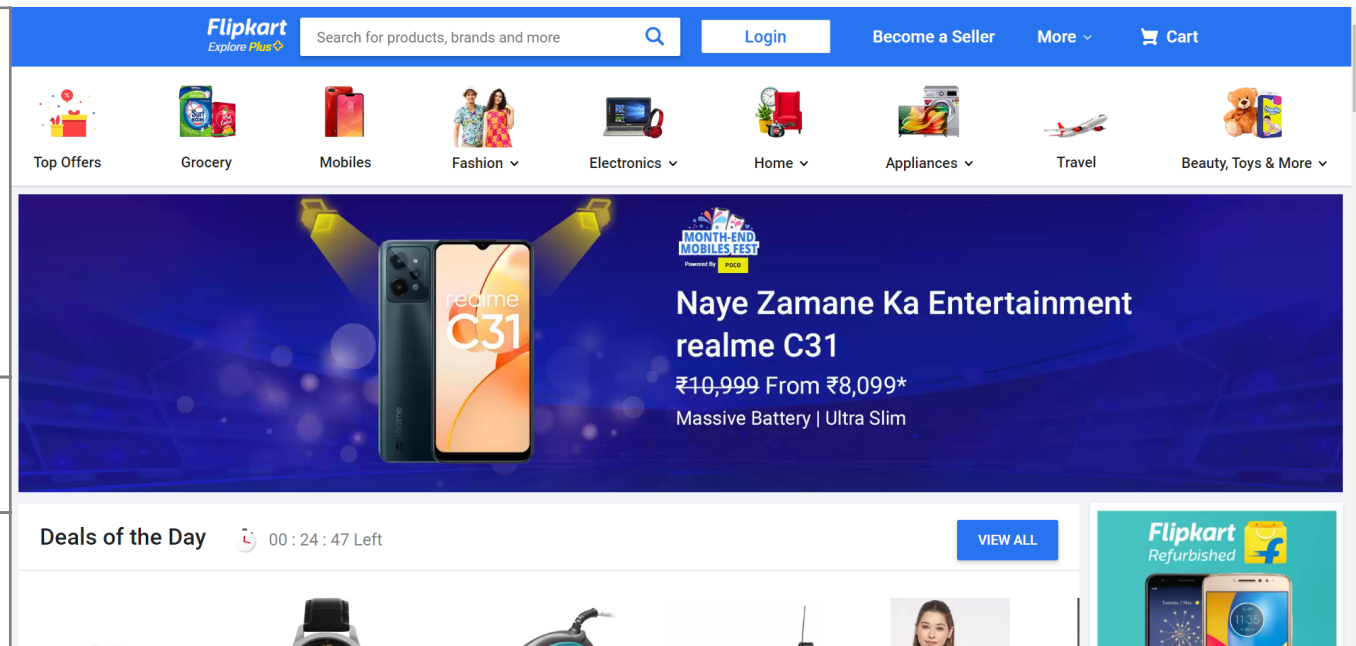 Flipkart
Explore Plus
Search for products, brands and more
Login
Become a Seller
More
Cart
Top Offers
Grocery
Mobiles
Fashion
Electronics
Home
Appliances
Travel
Beauty, Toys & More
MONTH-END
MOBILES FEST
Powered By POCO
realme
C31
realme
Naye Zamane Ka Entertainment
realme C31
₹10,999 From ₹8,099*
Massive Battery | Ultra Slim
Deals of the Day
00 : 24 : 47 Left
VIEW ALL
Flipkart
Refurbished
11:35